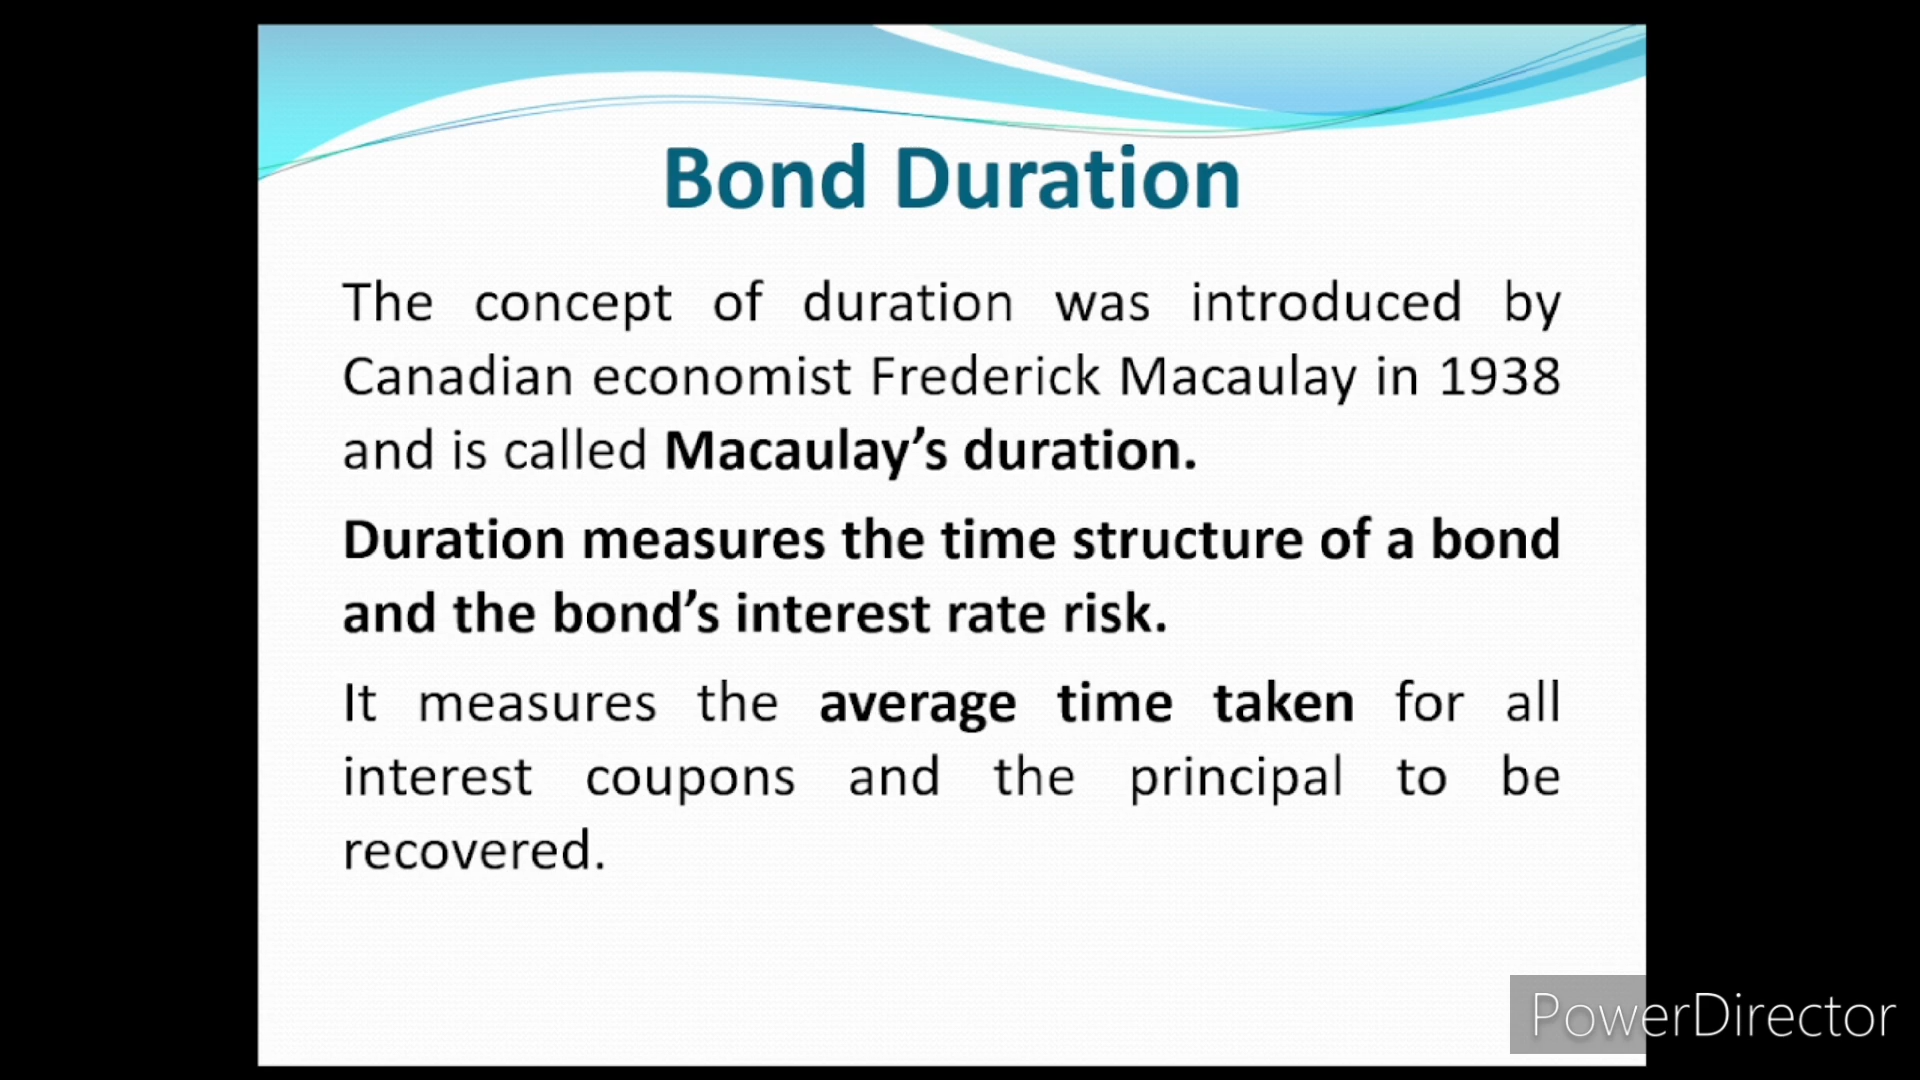 Bond Duration
The concept of duration was introduced by
Canadian economist Frederick Macaulay in 1938
and is called Macaulay’s duration.
Duration measures the time structure of a bond
and the bond’s interest rate risk.
It measures the average time taken for all
interest coupons and the principal to be
recovered.
PowerDirector